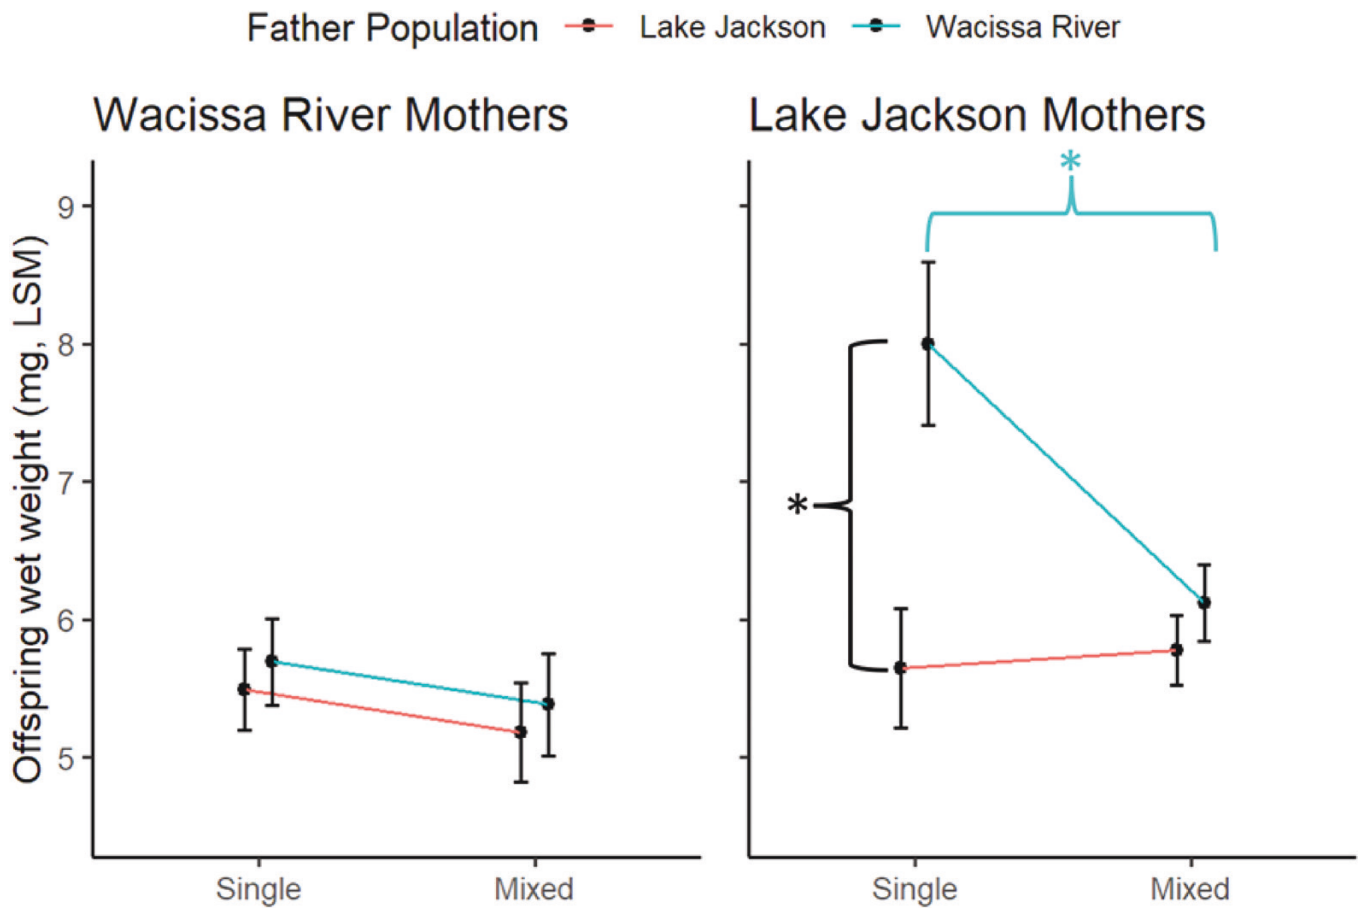 Father Population Lake Jackson Wacissa River
Wacissa River Mothers
Lake Jackson Mothers
*
9
8
7
*
6
5
Offspring wet weight (mg, LSM)
Single Mixed
Single Mixed